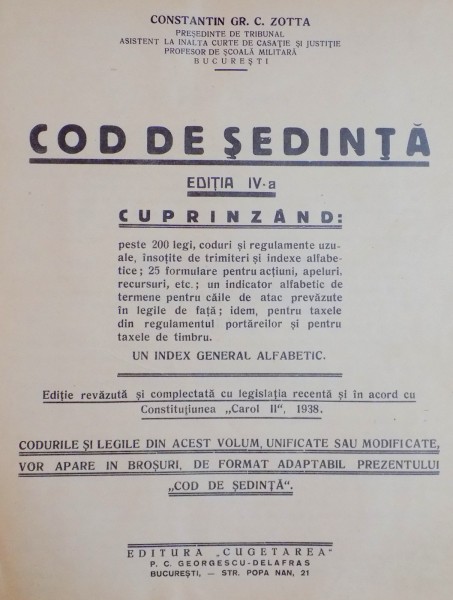 CONSTANTIN GR. C. ZOTTA
PREȘEDINTE DE TRIBUNAL
ASISTENT LA INALTA CURTE DE CASAȚIE ȘI JUSTIȚIE
PROFESOR DE ȘCOALĂ MILITARĂ
BUCUREȘTI
COD DE ȘEDINȚĂ
EDIȚIA IV-a
CUPRINZÂND:
peste 200 legi, coduri și regulamente uzu-
ale, însoțite de trimiteri și indexe alfabe-
tice; 25 formulare pentru acțiuni, apeluri,
recursuri, etc.; un indicator alfabetic de
termene pentru căile de atac prevăzute
în legile de față; idem, pentru taxele
din regulamentul portăreilor și pentru
taxele de timbru.
UN INDEX GENERAL ALFABETIC.
Ediție revăzută și complectată cu legislația recentă și în acord cu
Constituțiunea „Carol II", 1938.
CODURILE ȘI LEGILE DIN ACEST VOLUM, UNIFICATE SAU MODIFICATE,
VOR APARE IN BROȘURI, DE FORMAT ADAPTABIL PREZENTULUI
„COD DE ȘEDINȚĂ".
EDITURA „CUGETAREA"
P. C. GEORGESCU-DELAFRAS
BUCUREȘTI, — STR. POPA NAN, 21